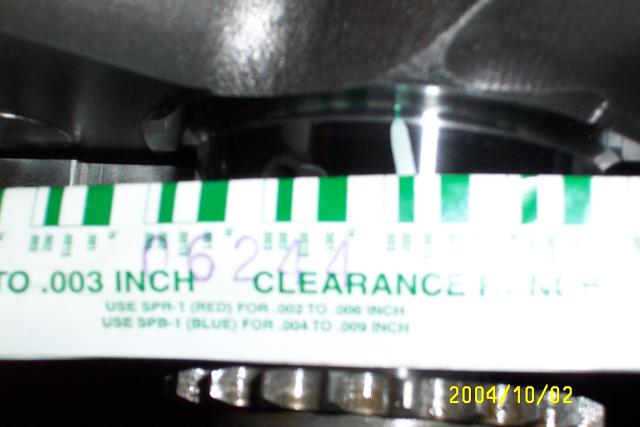 06244
TO .003 INCH CLEARANCE
USE SPR-1 (RED) FOR .002 TO .006 INCH
USE SPB-1 (BLUE) FOR .004 TO .009 INCH
2004/10/02